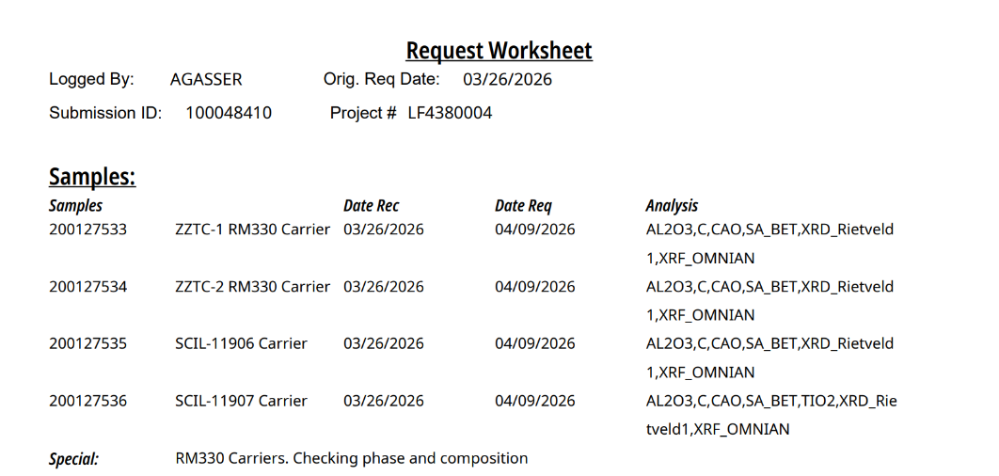 Request Worksheet
Logged By: AGASSER Orig. Req Date: 03/26/2026
Submission ID: 100048410 Project # LF4380004
Samples:
Samples Date Rec Date Req Analysis
200127533 ZZTC-1 RM330 Carrier 03/26/2026 04/09/2026 AL2O3,C,CAO,SA_BET,XRD_Rietveld
1,XRF_OMNIAN
200127534 ZZTC-2 RM330 Carrier 03/26/2026 04/09/2026 AL2O3,C,CAO,SA_BET,XRD_Rietveld
1,XRF_OMNIAN
200127535 SCIL-11906 Carrier 03/26/2026 04/09/2026 AL2O3,C,CAO,SA_BET,XRD_Rietveld
1,XRF_OMNIAN
200127536 SCIL-11907 Carrier 03/26/2026 04/09/2026 AL2O3,C,CAO,SA_BET,TIO2,XRD_Rie
tveld1,XRF_OMNIAN
Special: RM330 Carriers. Checking phase and composition